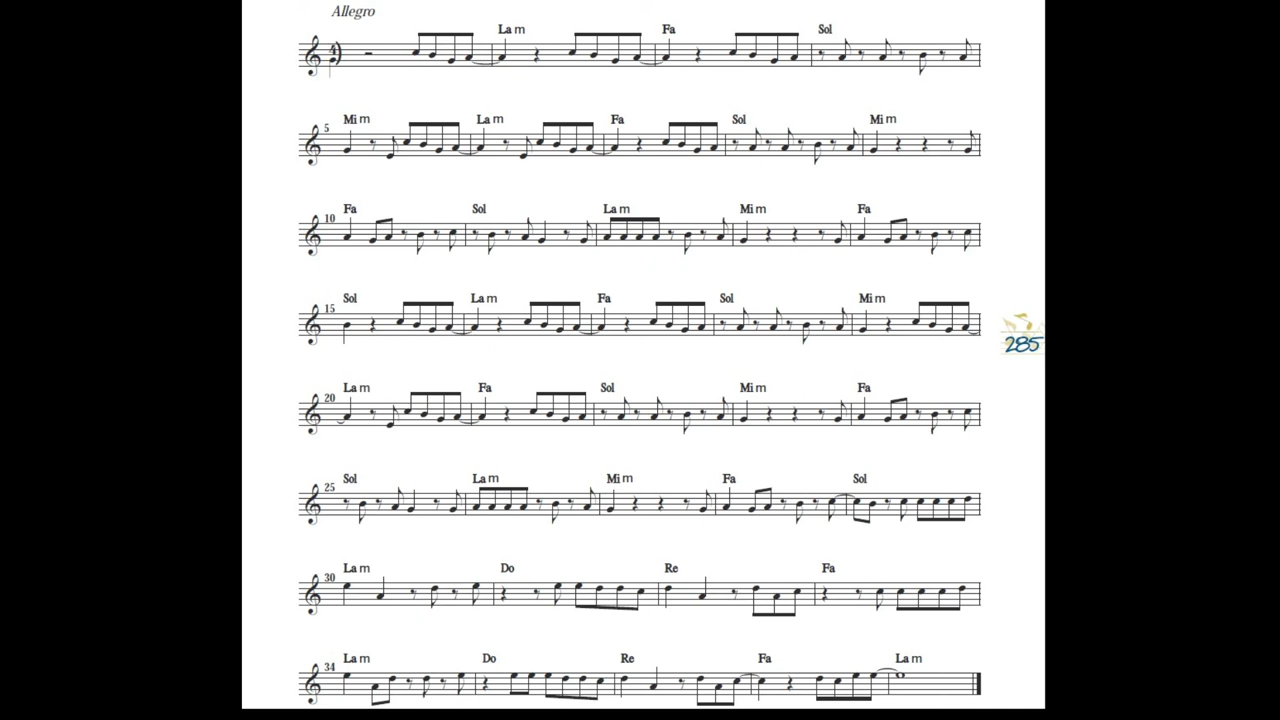 Allegro
La m Fa Sol
5 Mi m La m Fa Sol Mi m
10 Fa Sol La m Mi m Fa
15 Sol La m Fa Sol Mi m
285
20 La m Fa Sol Mi m Fa
25 Sol La m Mi m Fa Sol
30 La m Do Re Fa
34 La m Do Re Fa La m